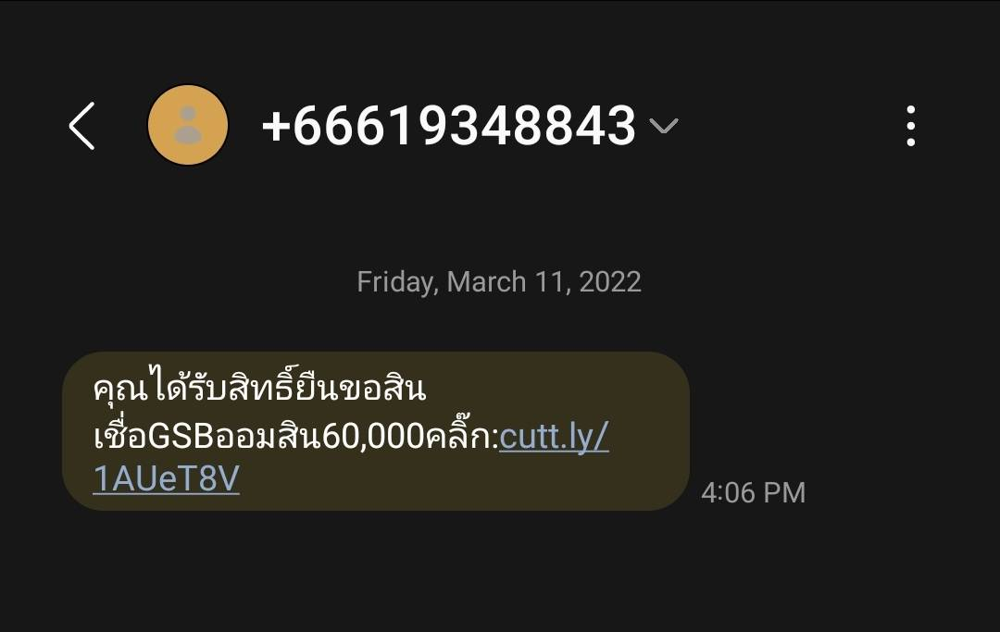 +66619348843
Friday, March 11, 2022
คุณได้รับสิทธิ์ยืนขอสิน
เชื่อGSBออมสิน60,000คลิ๊ก:cutt.ly/
1AUeT8V
4:06 PM